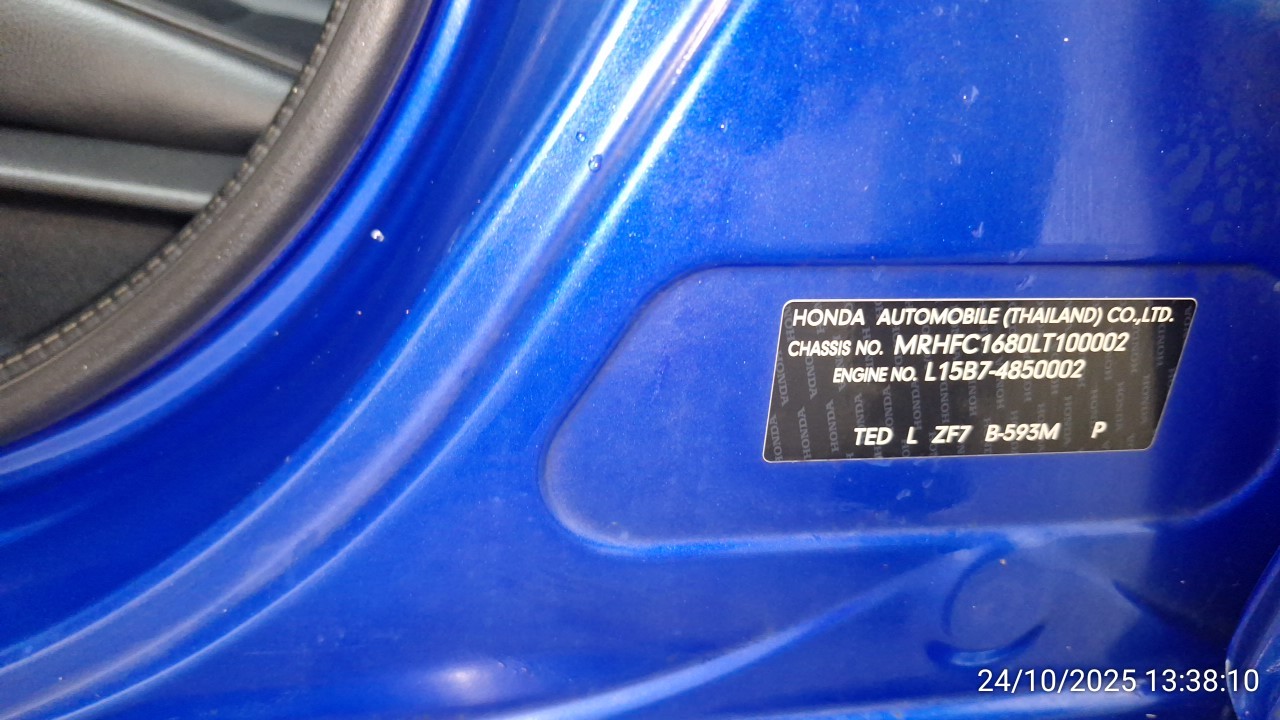 HONDA AUTOMOBILE (THAILAND) CO.,LTD.
CHASSIS NO. MRHFC1680LT100002
ENGINE NO. L15B7-4850002
TED L ZF7 B-593M P
24/10/2025 13:38:10